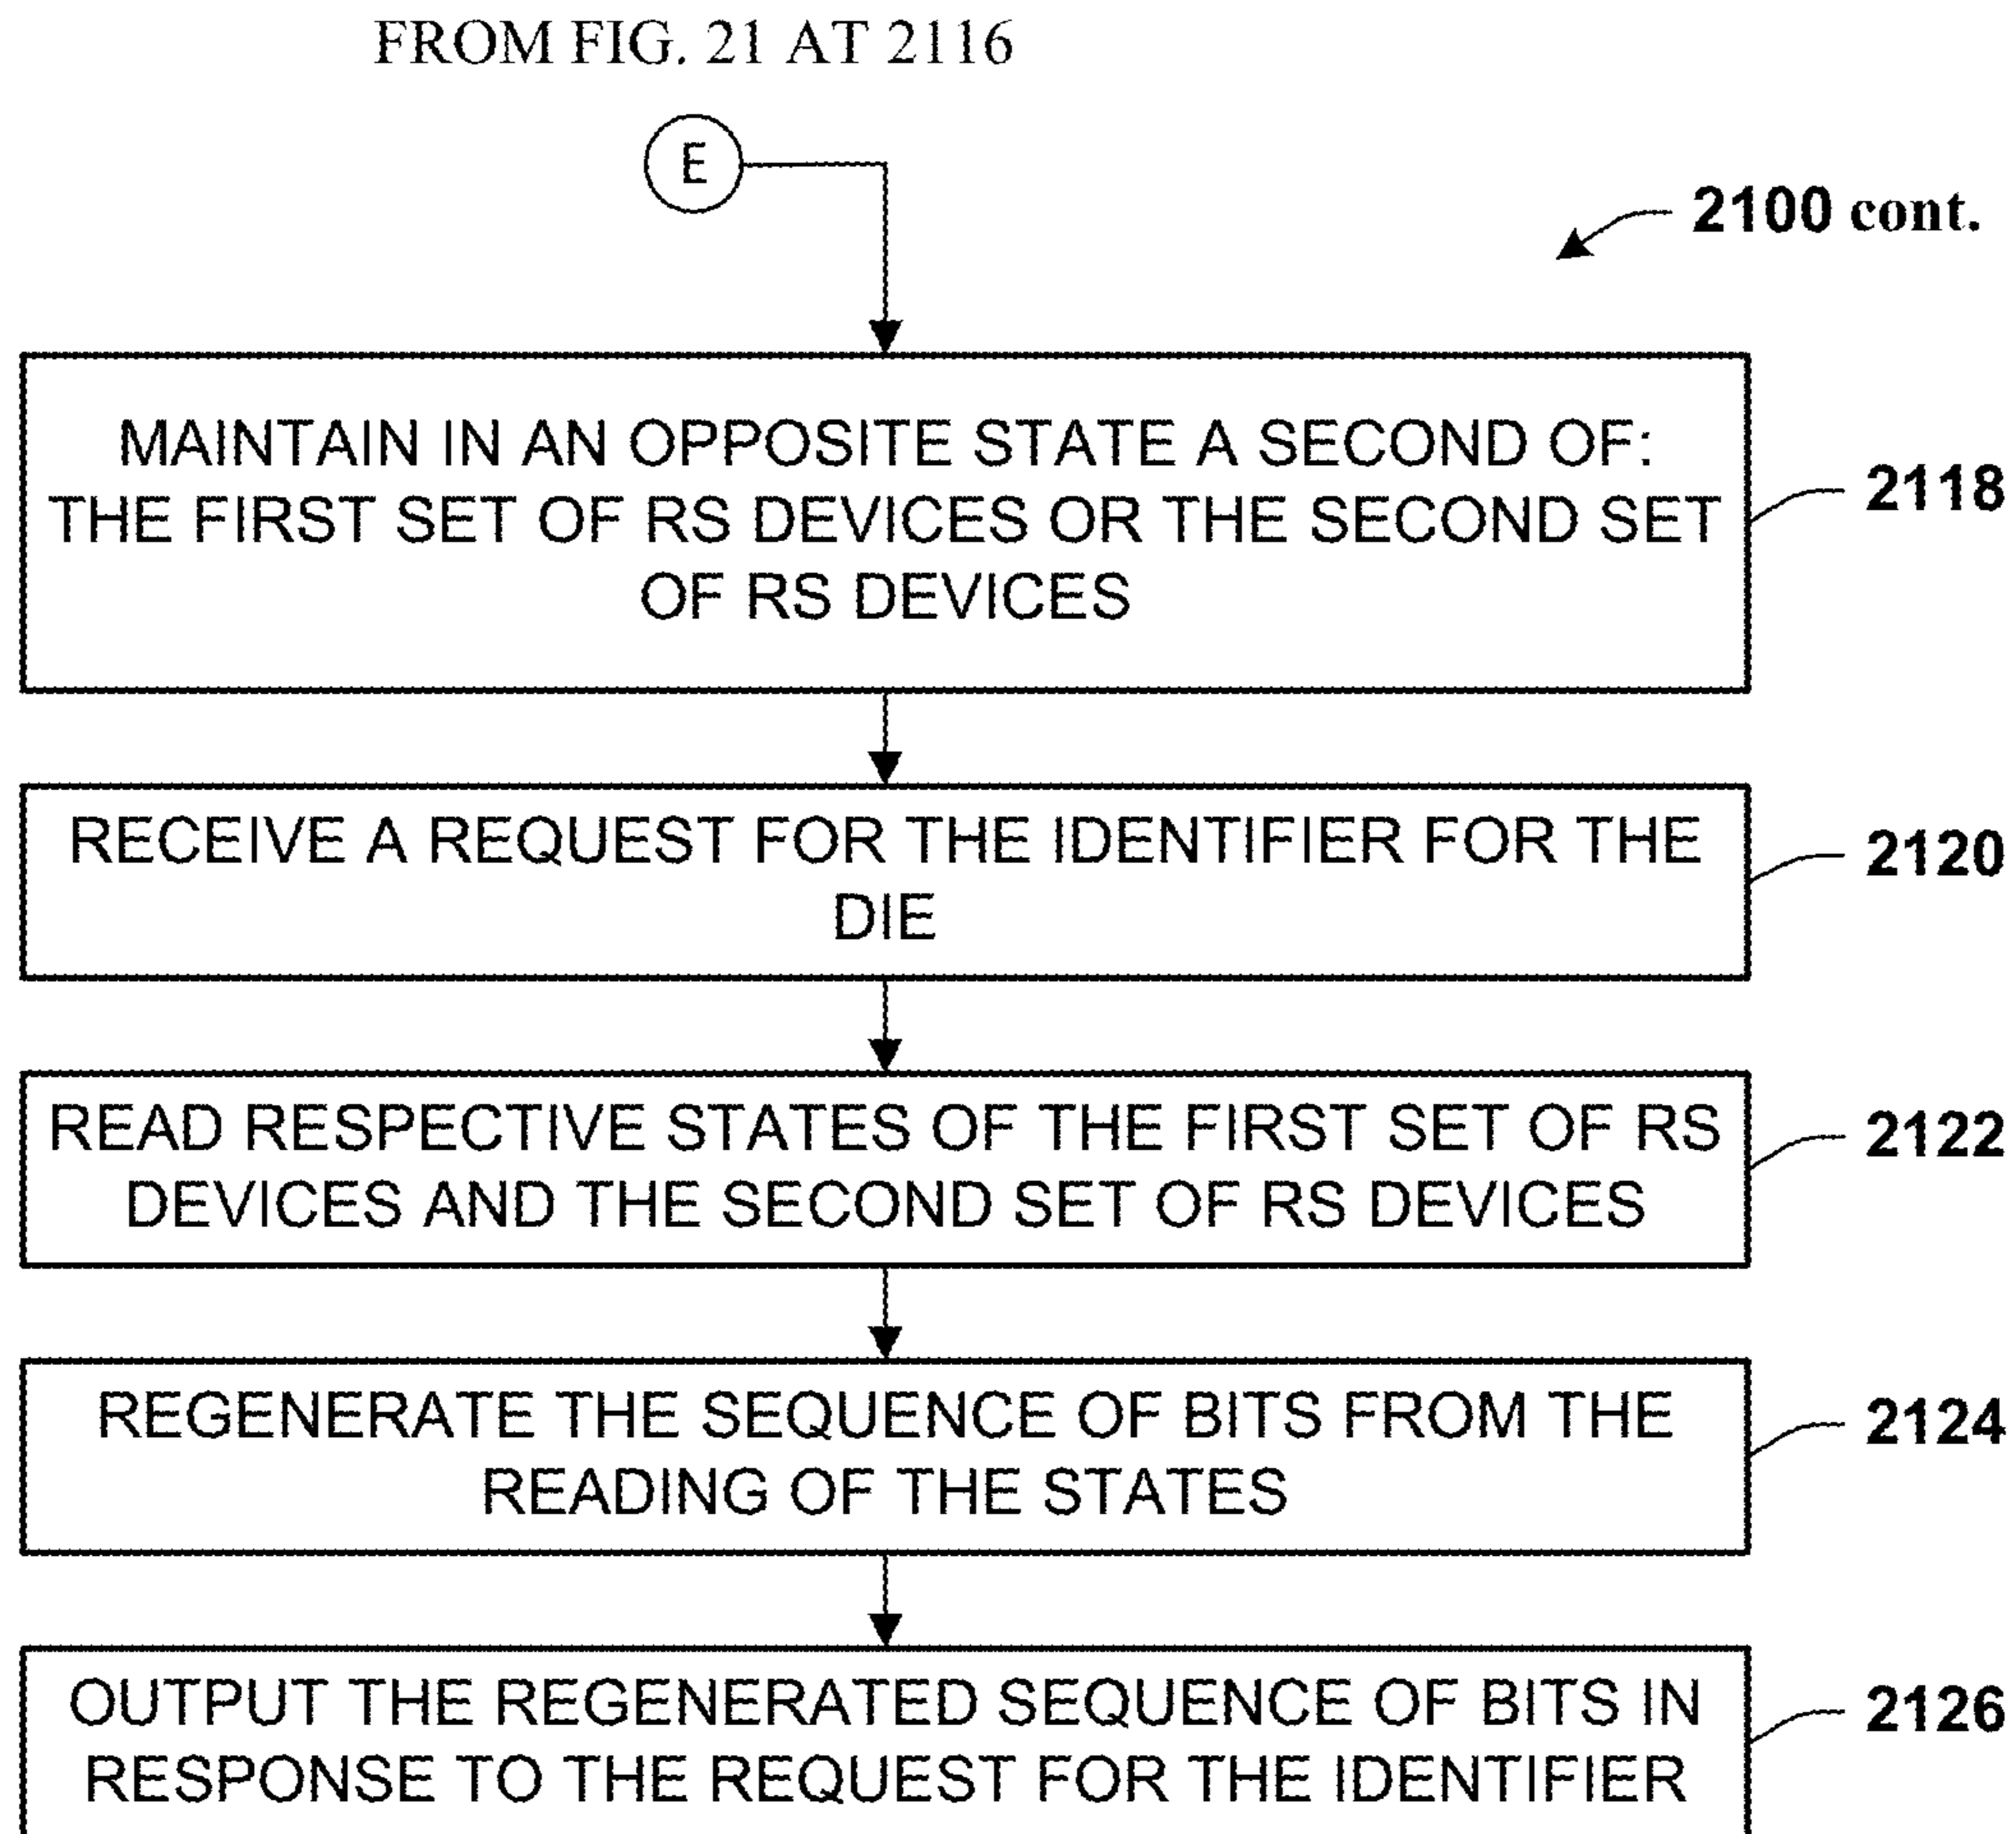 FROM FIG. 21 AT 2116
E
2100 cont.
MAINTAIN IN AN OPPOSITE STATE A SECOND OF:
THE FIRST SET OF RS DEVICES OR THE SECOND SET
OF RS DEVICES
2118
RECEIVE A REQUEST FOR THE IDENTIFIER FOR THE
DIE
2120
READ RESPECTIVE STATES OF THE FIRST SET OF RS
DEVICES AND THE SECOND SET OF RS DEVICES
2122
REGENERATE THE SEQUENCE OF BITS FROM THE
READING OF THE STATES
2124
OUTPUT THE REGENERATED SEQUENCE OF BITS IN
RESPONSE TO THE REQUEST FOR THE IDENTIFIER
2126